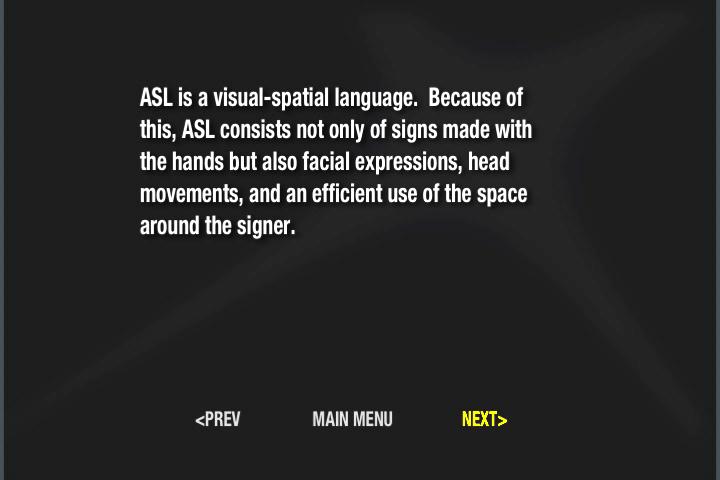 ASL is a visual-spatial language.  Because of
this, ASL consists not only of signs made with
the hands but also facial expressions, head
movements, and an efficient use of the space
around the signer.
<PREV MAIN MENU NEXT>